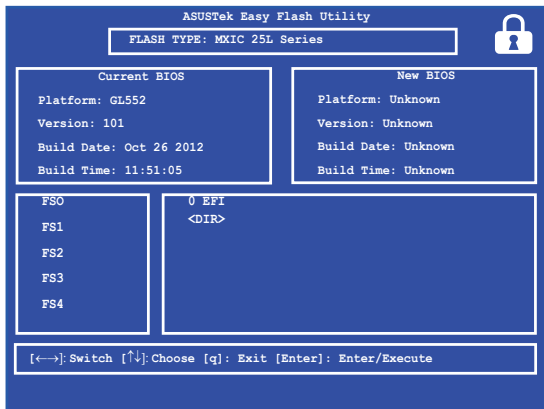 ASUSTek Easy Flash Utility
FLASH TYPE: MXIC 25L Series
Current BIOS
Platform: GL552
Version: 101
Build Date: Oct 26 2012
Build Time: 11:51:05
New BIOS
Platform: Unknown
Version: Unknown
Build Date: Unknown
Build Time: Unknown
FSO
FS1
FS2
FS3
FS4
0 EFI
<DIR>
[←→]: Switch [↑↓]: Choose [q]: Exit [Enter]: Enter/Execute